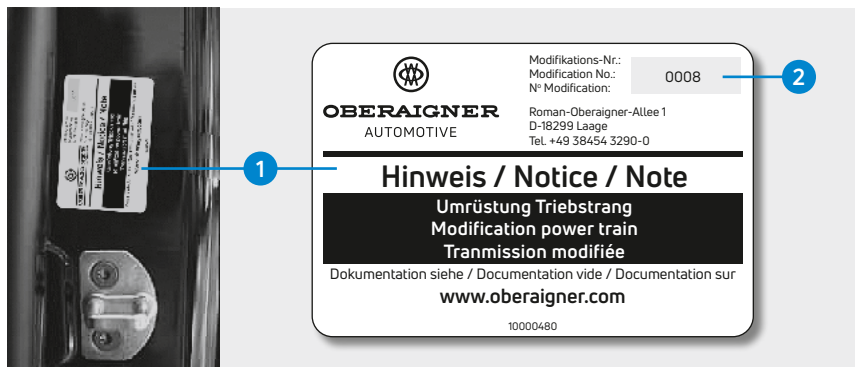 1
OBERAIGNER
AUTOMOTIVE
Modifikations-Nr.:
Modification No.:
Nº Modification:
0008
2
Roman-Oberaigner-Allee 1
D-18299 Laage
Tel. +49 38454 3290-0
Hinweis / Notice / Note
Umrüstung Triebstrang
Modification power train
Tranmission modifiée
Dokumentation siehe / Documentation vide / Documentation sur
www.oberaigner.com
10000480